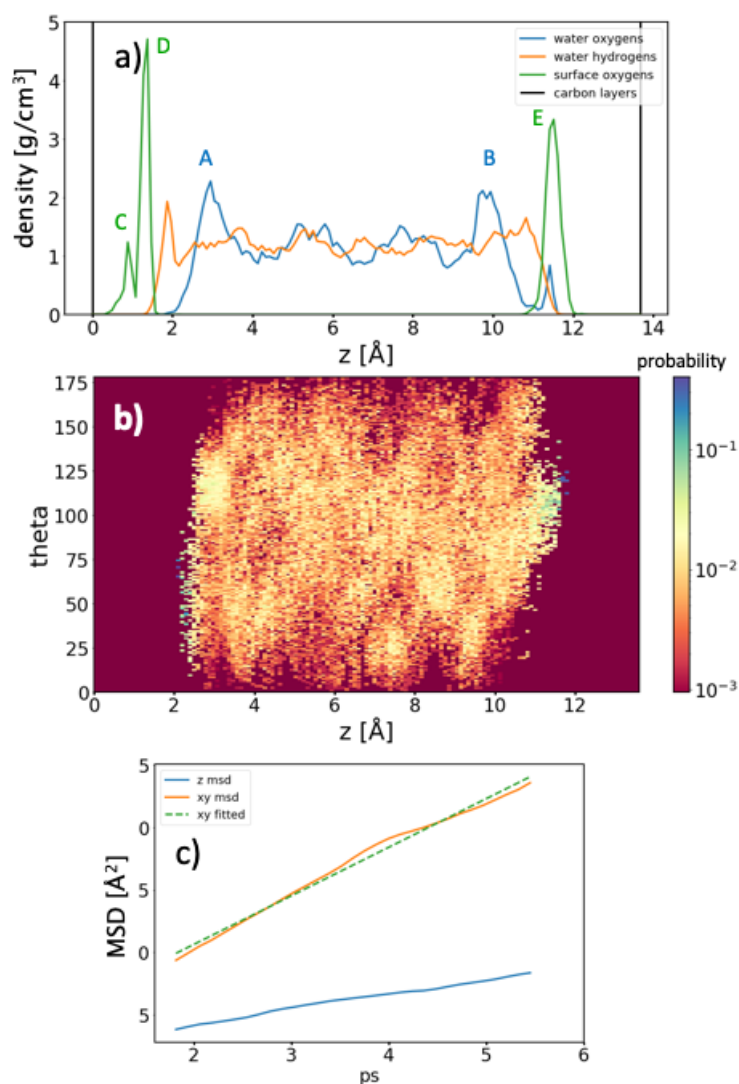 a)
D
A
B
E
C
water oxygens
water hydrogens
surface oxygens
carbon layers
density [g/cm³]
5
4
3
2
1
0
0 2 4 6 8 10 12 14
z [Å]
probability
b)
theta
175
150
125
100
75
50
25
0
10⁻¹
10⁻²
10⁻³
0 2 4 6 8 10 12
z [Å]
z msd
xy msd
xy fitted
c)
MSD [Å²]
5
0
5
0
5
2 3 4 5 6
ps